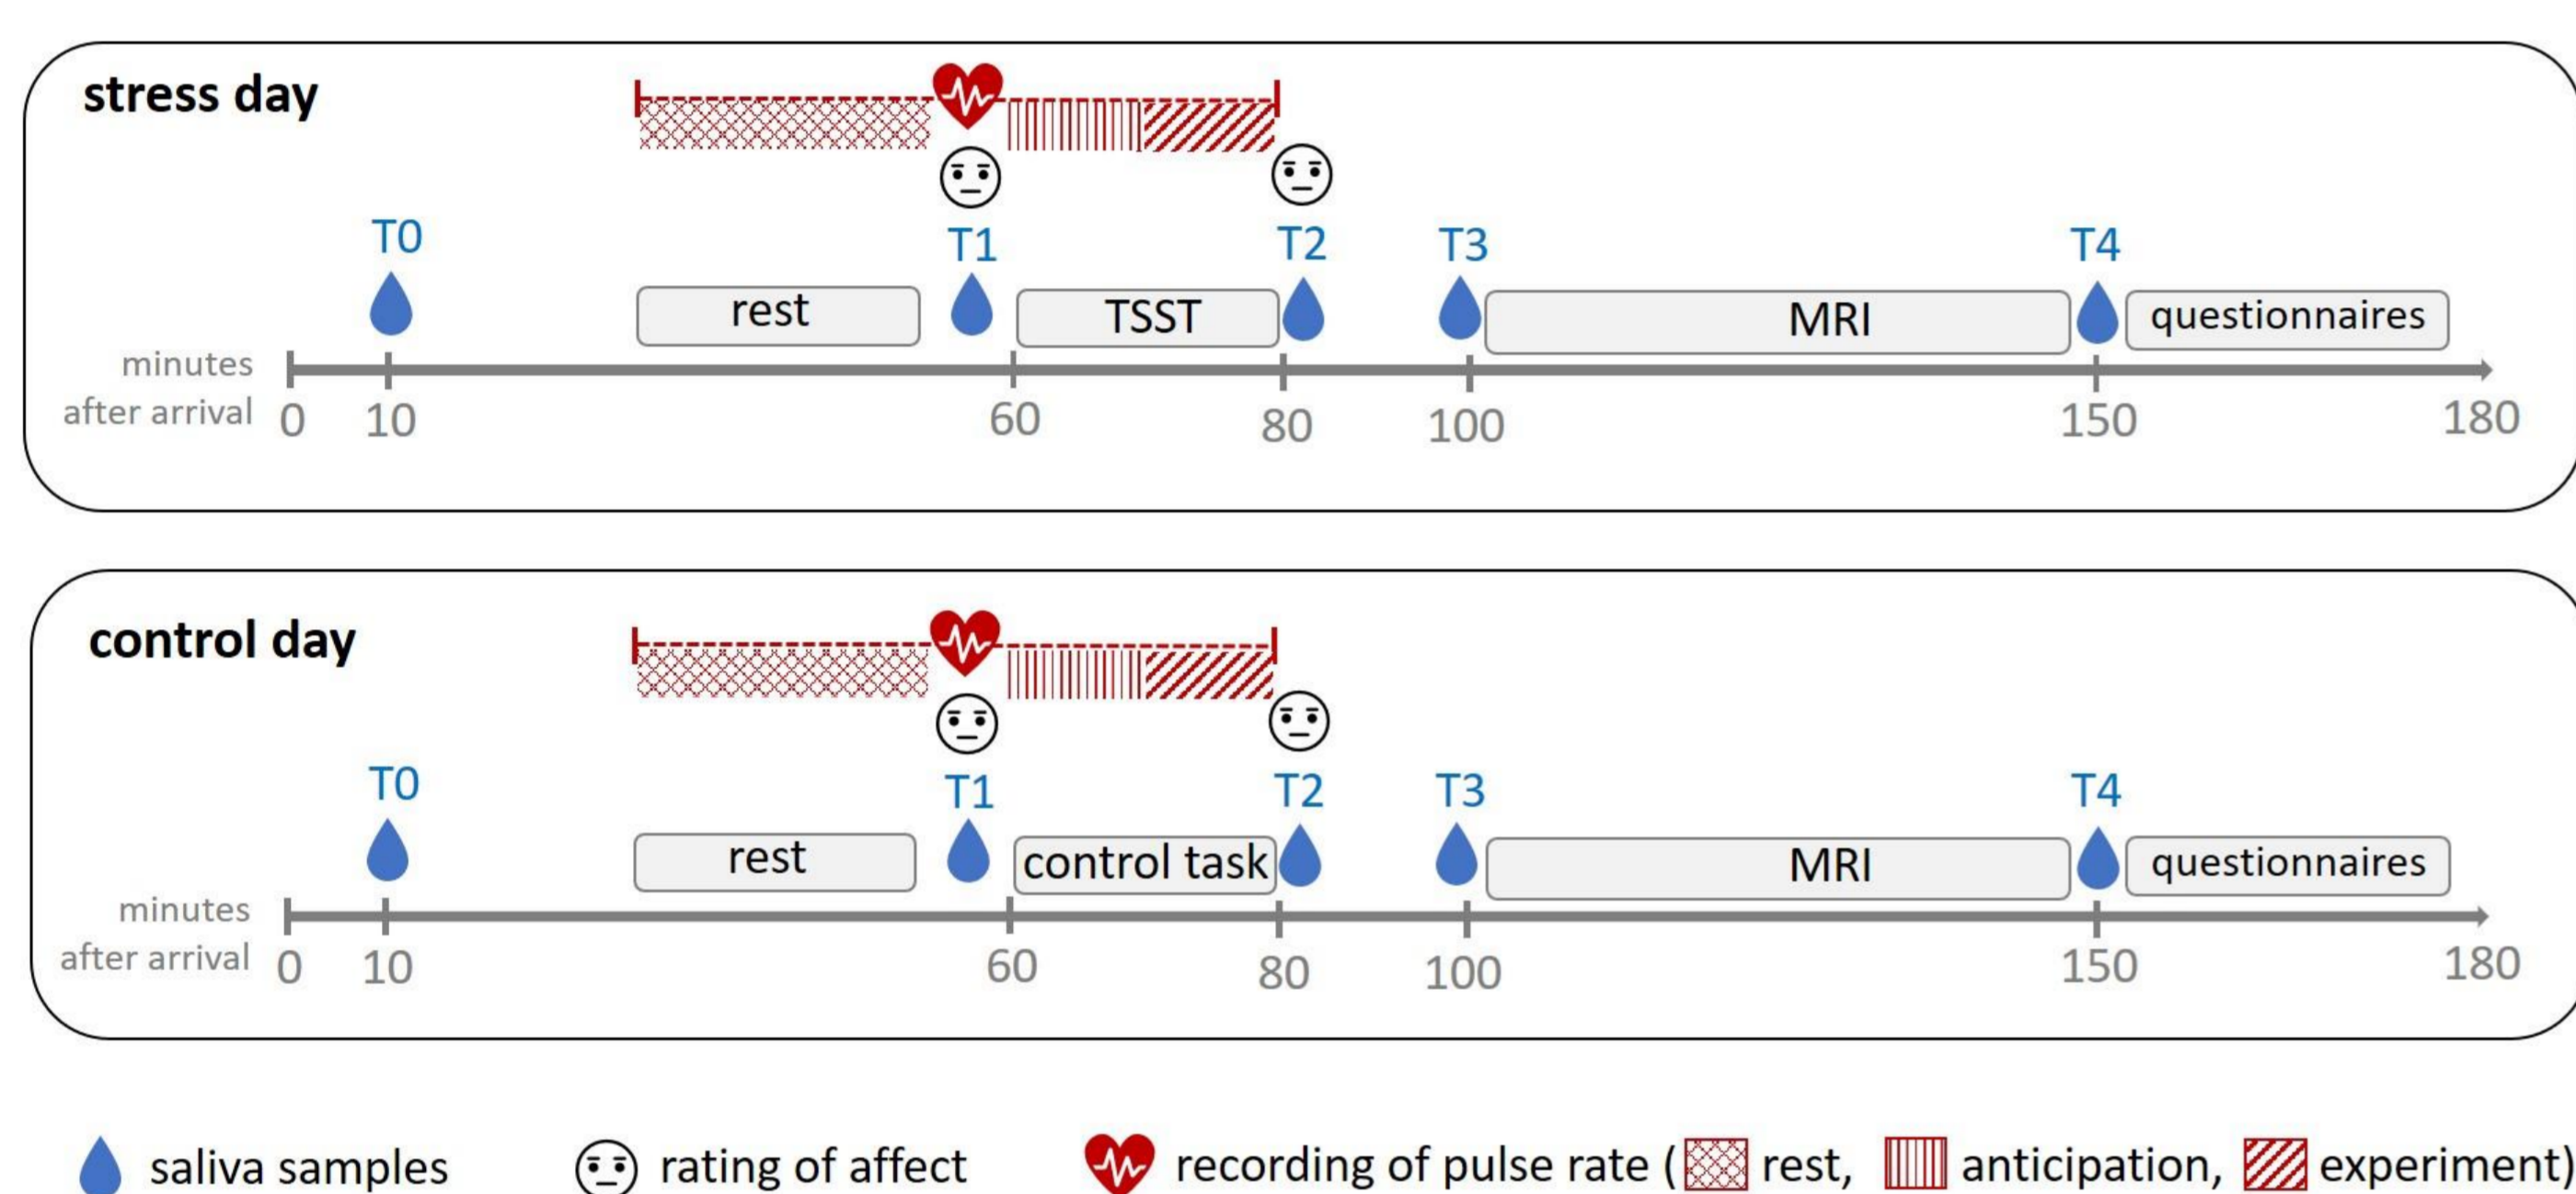 stress day
T0
T1
T2
T3
T4
rest
TSST
MRI
questionnaires
minutes
after arrival
0 10 60 80 100 150 180
control day
T0
T1
T2
T3
T4
rest
control task
MRI
questionnaires
minutes
after arrival
0 10 60 80 100 150 180
saliva samples rating of affect recording of pulse rate ( rest, anticipation, experiment)